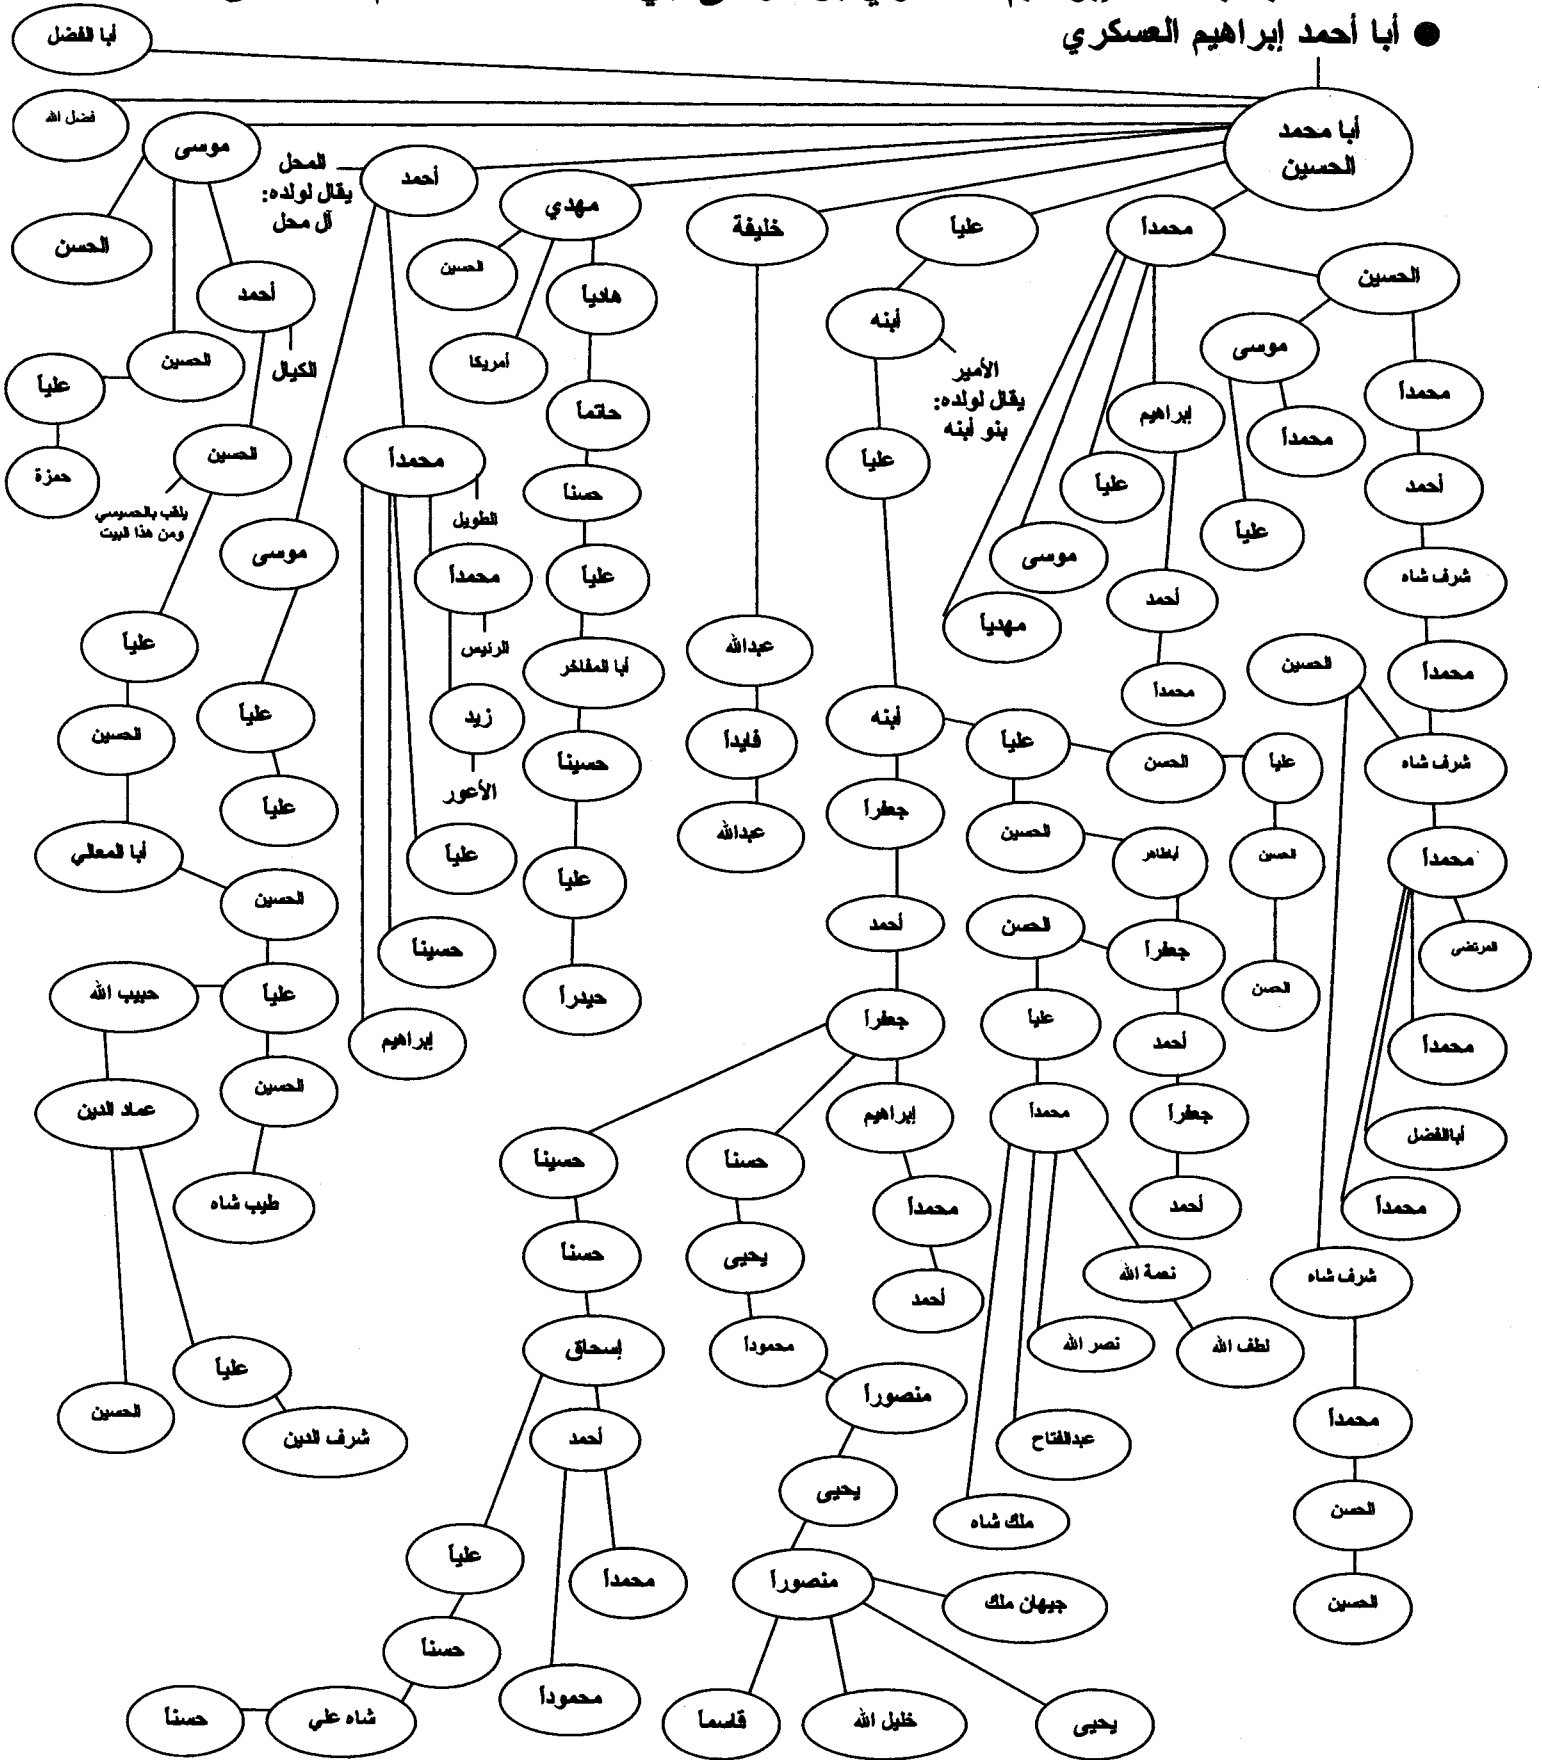 ● أبا أحمد إبراهيم العسكري
أبا محمد
الحسين
أبا الفضل
فضل الله
موسى
المحل
يقال لولده:
آل محل
أحمد
مهدي
خليفة
علياً
محمداً
الحسين
الحسن
أحمد
الكيال
الحسين
علياً
حمزة
الحسين
يلقب بالحسيسي
ومن هذا البيت
علياً
الحسين
أبا المعالي
الحسين
علياً
حبيب الله
عماد الدين
الحسين
علياً
شرف الدين
الحسين
طيب شاه
موسى
علياً
علياً
محمداً
الطويل
محمداً
الرئيس
زيد
الأعور
علياً
حسيناً
إبراهيم
الحسين
أمريكا
هادياً
حاتماً
حسناً
علياً
أبا المفاخر
حسيناً
علياً
حيدراً
عبدالله
قايداً
عبدالله
أبنه
الأمير
يقال لولده:
بنو أبنه
علياً
أبنه
جعفراً
أحمد
جعفراً
إبراهيم
محمداً
أحمد
حسناً
يحيى
محموداً
منصوراً
يحيى
منصوراً
جيهان ملك
يحيى
خليل الله
قاسماً
حسيناً
حسناً
إسحاق
أحمد
محمداً
محموداً
علياً
حسناً
شاه علي
حسناً
علياً
الحسن
علياً
الحسين
الحسن
الحسين
أباطاهر
جعفراً
أحمد
جعفراً
أحمد
الحسن
علياً
محمداً
نعمة الله
لطف الله
نصر الله
عبدالفتاح
ملك شاه
إبراهيم
أحمد
محمداً
علياً
موسى
مهدياً
موسى
محمداً
علياً
محمداً
أحمد
شرف شاه
محمداً
شرف شاه
الحسين
محمداً
المرتضى
محمداً
أباالفضل
محمداً
شرف شاه
محمداً
الحسن
الحسين